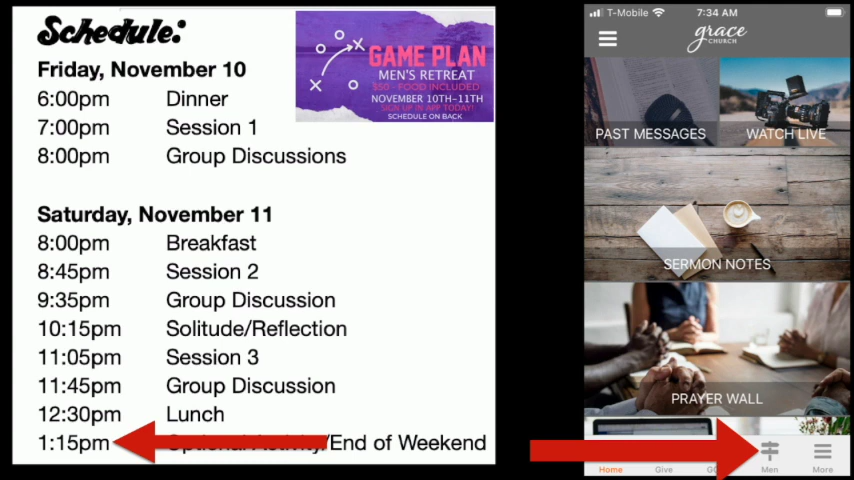 Schedule:
Friday, November 10
6:00pm Dinner
7:00pm Session 1
8:00pm Group Discussions
GAME PLAN
MEN'S RETREAT
$50 - FOOD INCLUDED
NOVEMBER 10TH-11TH
SIGN UP IN APP TODAY!
SCHEDULE ON BACK
Saturday, November 11
8:00pm Breakfast
8:45pm Session 2
9:35pm Group Discussion
10:15pm Solitude/Reflection
11:05pm Session 3
11:45pm Group Discussion
12:30pm Lunch
1:15pm /End of Weekend
T-Mobile 7:34 AM
grace
CHURCH
PAST MESSAGES WATCH LIVE
SERMON NOTES
PRAYER WALL
Home Give Men More